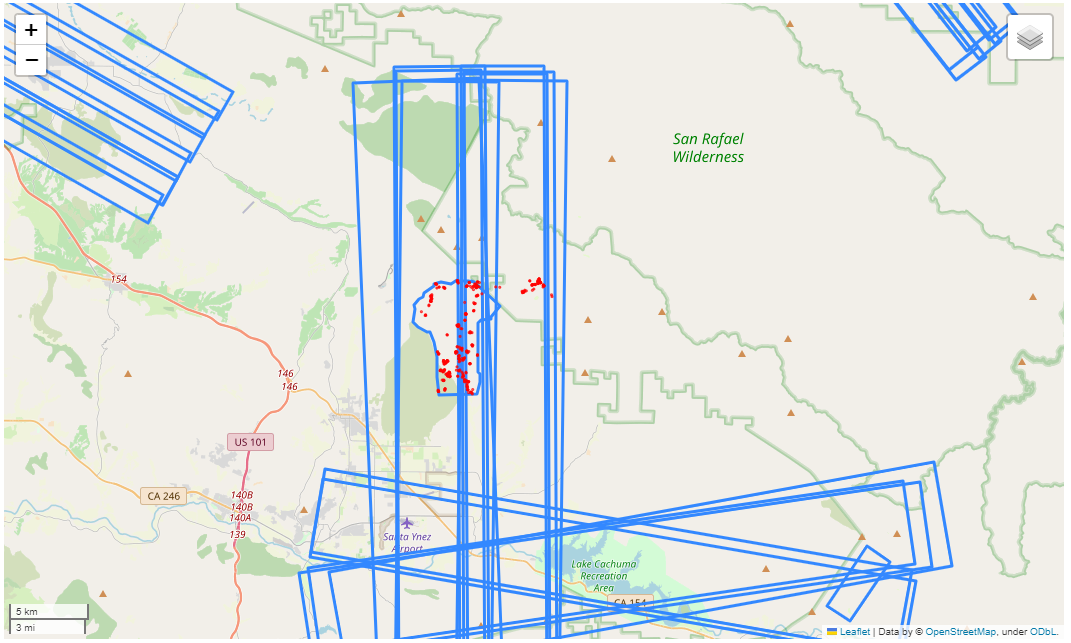 +
−
San Rafael
Wilderness
154
146
146
US 101
CA 246
140B
140B
140A
139
Santa Ynez
Airport
Lake Cachuma
Recreation
Area
CA 154
5 km
3 mi
Leaflet | Data by © OpenStreetMap, under ODbL.